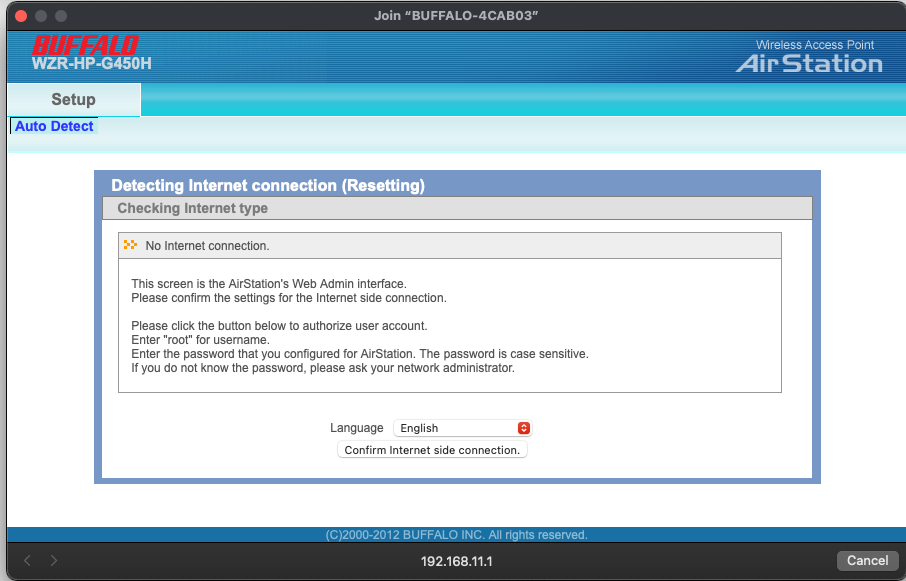 Join “BUFFALO-4CAB03”
BUFFALO
WZR-HP-G450H
Wireless Access Point
AirStation
Setup
Auto Detect
Detecting Internet connection (Resetting)
Checking Internet type
No Internet connection.
This screen is the AirStation's Web Admin interface.
Please confirm the settings for the Internet side connection.
Please click the button below to authorize user account.
Enter "root" for username.
Enter the password that you configured for AirStation. The password is case sensitive.
If you do not know the password, please ask your network administrator.
Language English
Confirm Internet side connection.
(C)2000-2012 BUFFALO INC. All rights reserved.
192.168.11.1
Cancel